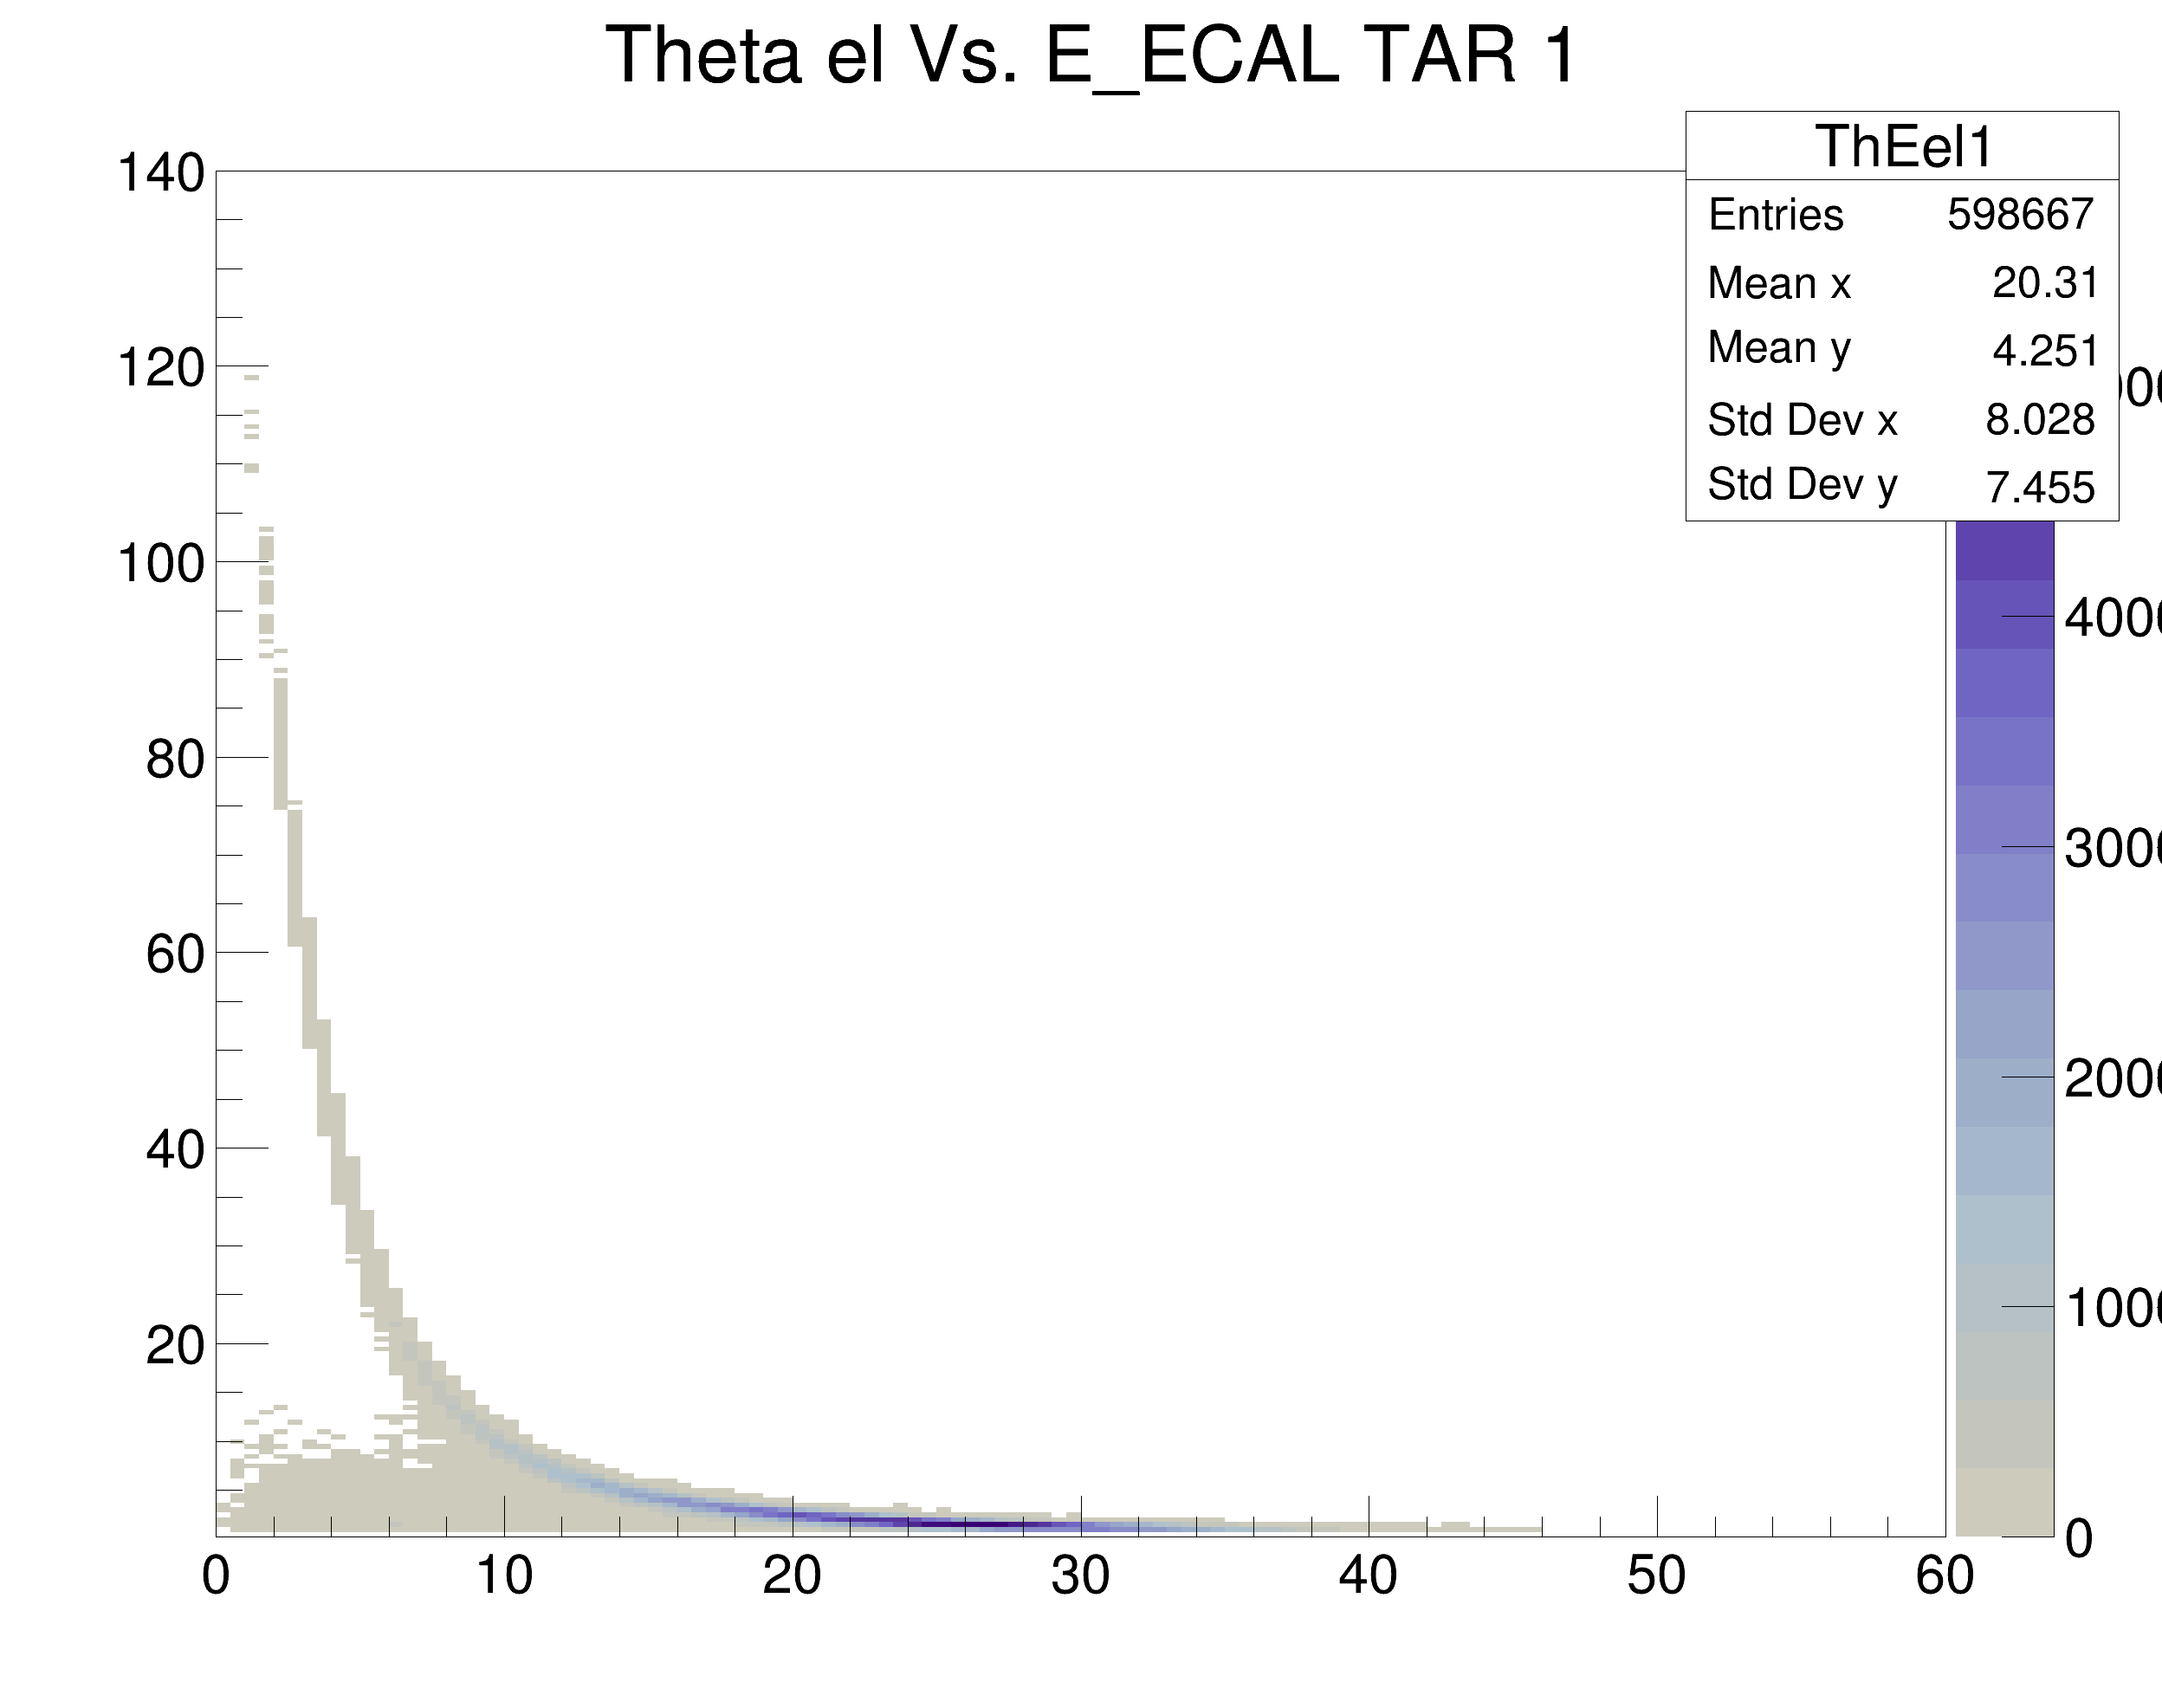 Theta el Vs. E_ECAL TAR 1
ThEel1
Entries 598667
Mean x 20.31
Mean y 4.251
Std Dev x 8.028
Std Dev y 7.455
140
120
100
80
60
40
20
0 10 20 30 40 50 60
0